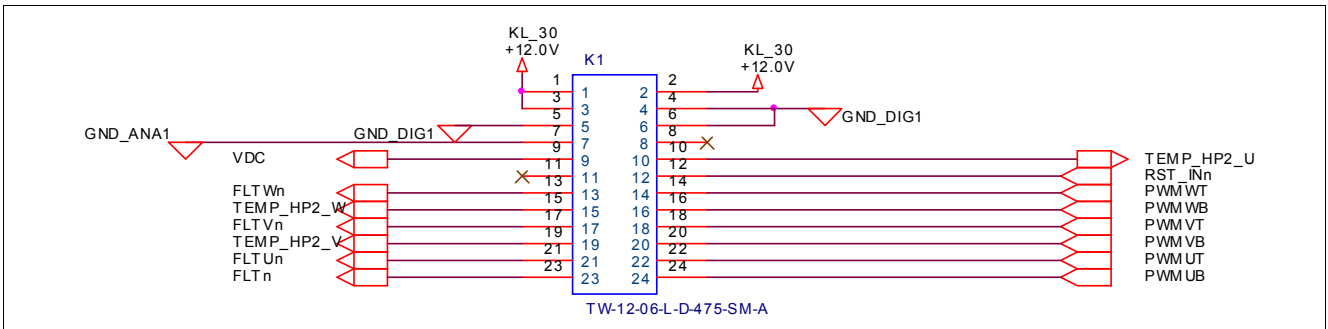 KL_30
+12.0V
KL_30
+12.0V
K1
1 1 2 2
3 3 4 4
5 5 6 6
GND_ANA1 GND_DIG1 7 7 8 8 GND_DIG1
VDC 9 9 10 10 TEMP_HP2_U
11 11 12 12 RST_INn
FLTWn 13 13 14 14 PWMWT
TEMP_HP2_W 15 15 16 16 PWMWB
FLTVn 17 17 18 18 PWMVT
TEMP_HP2_V 19 19 20 20 PWMVB
FLTUn 21 21 22 22 PWMUT
FLTn 23 23 24 24 PWMUB
TW-12-06-L-D-475-SM-A